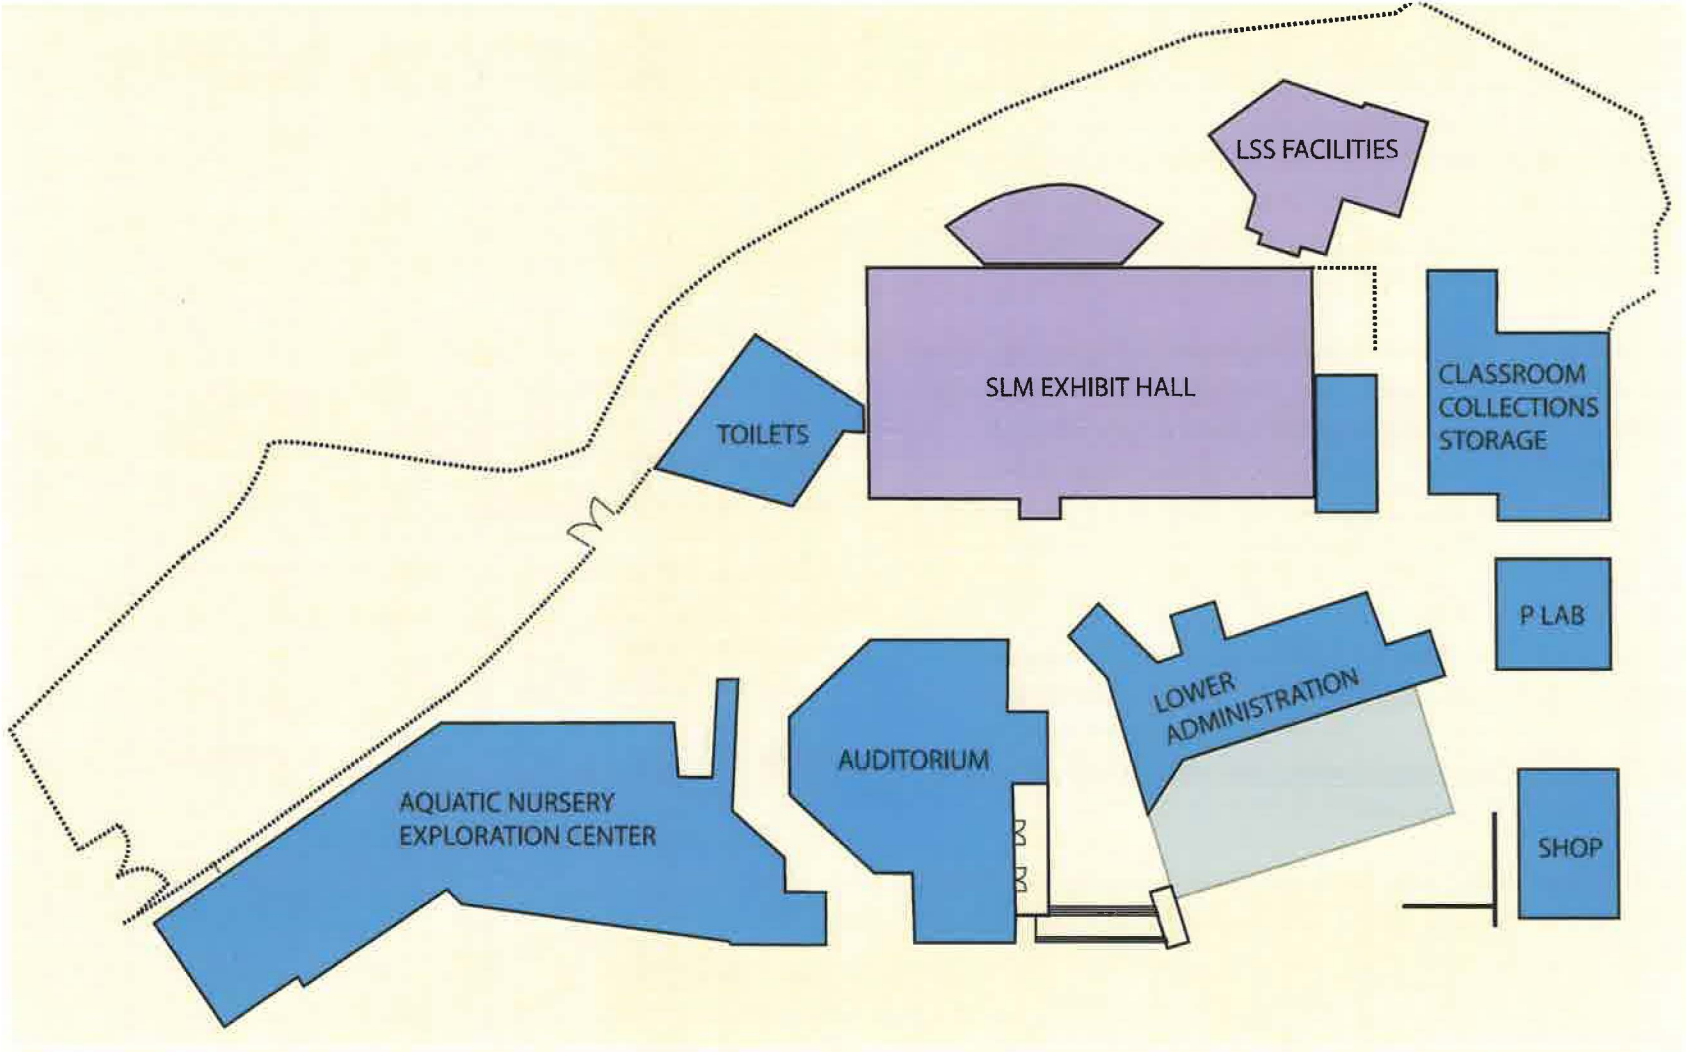 LSS FACILITIES
SLM EXHIBIT HALL
CLASSROOM
COLLECTIONS
STORAGE
TOILETS
P LAB
LOWER
ADMINISTRATION
AUDITORIUM
AQUATIC NURSERY
EXPLORATION CENTER
SHOP